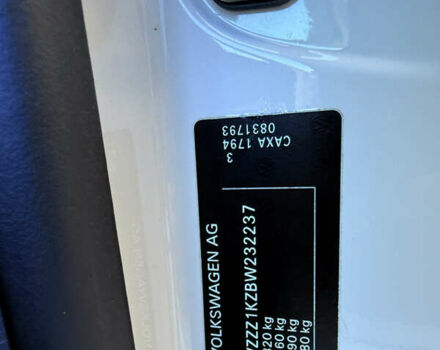 VOLKSWAGEN AG
ZZZ1KZBW232237
20 kg
60 kg
90 kg
80 kg
3
CAXA 1794
0831793